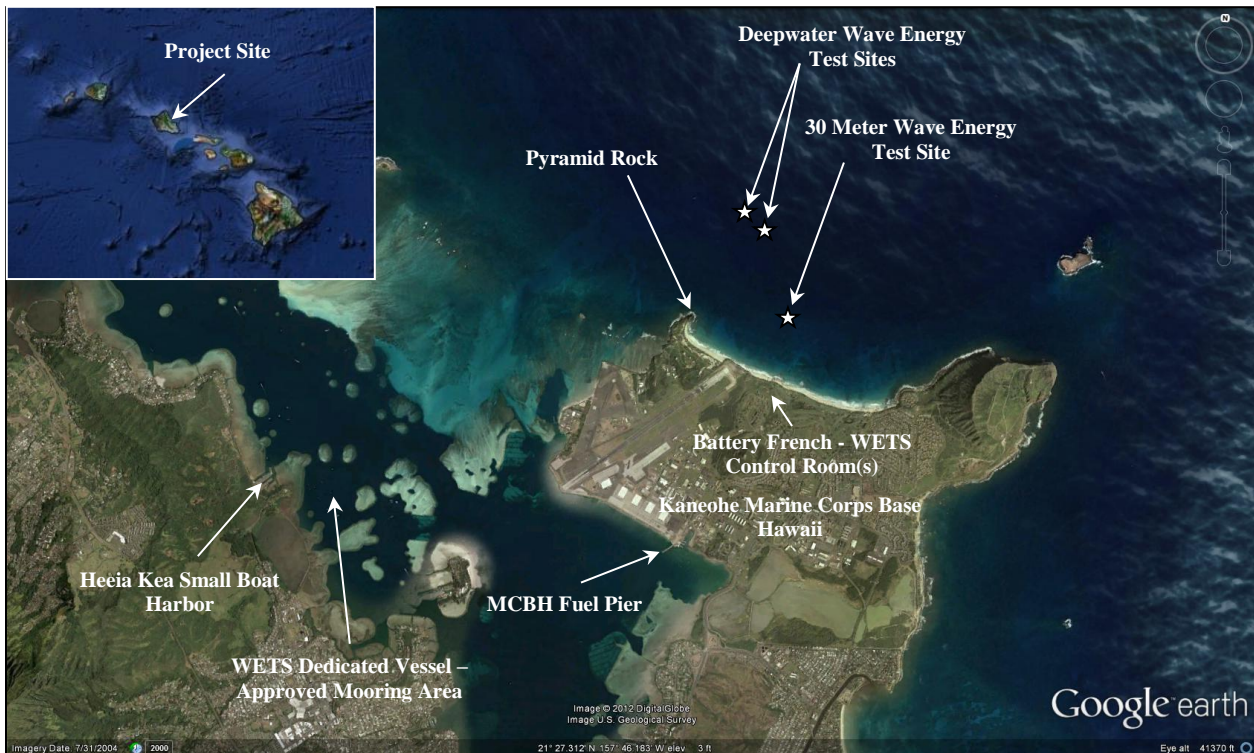 Project Site
Deepwater Wave Energy
Test Sites
30 Meter Wave Energy
Test Site
Pyramid Rock
N
Battery French - WETS
Control Room(s)
Kaneohe Marine Corps Base
Hawaii
Heeia Kea Small Boat
Harbor
MCBH Fuel Pier
WETS Dedicated Vessel –
Approved Mooring Area
Image © 2012 DigitalGlobe
Image U.S. Geological Survey
Google earth
Imagery Date: 7/31/2004
2000
21° 27.312' N 157° 46.183' W elev 3 ft
Eye alt 41370 ft